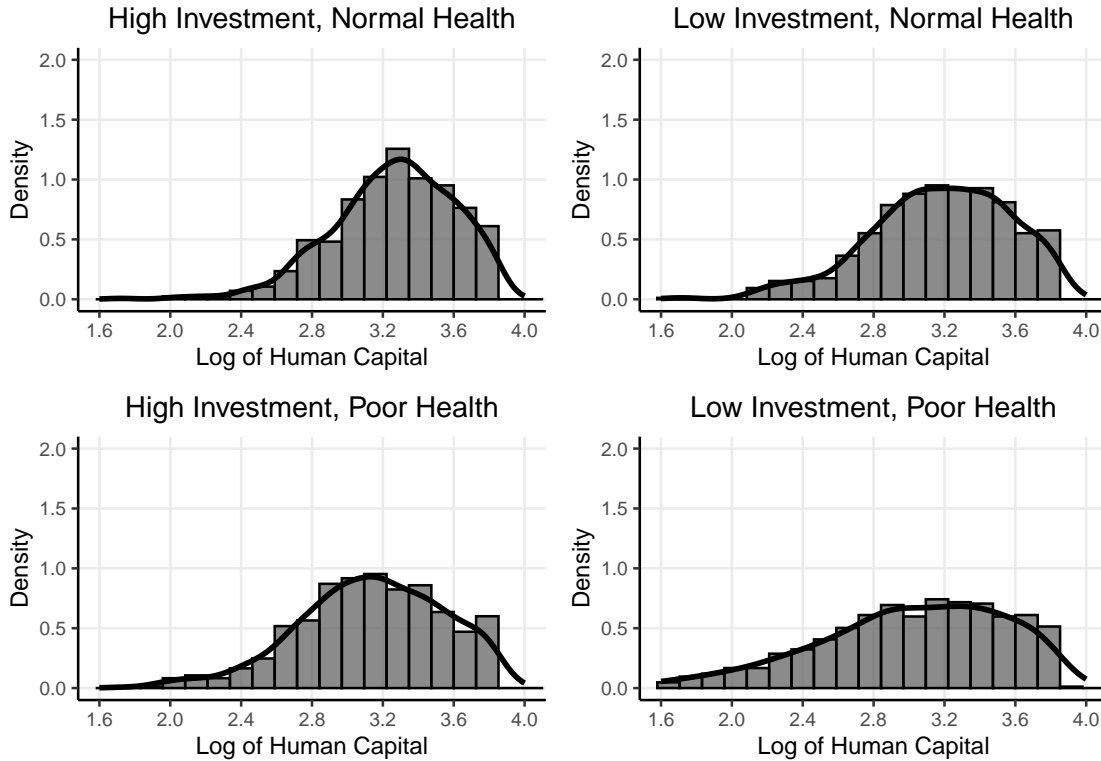 High Investment, Normal Health
2.0
1.5
1.0
0.5
0.0
Density
1.6 2.0 2.4 2.8 3.2 3.6 4.0
Log of Human Capital
Low Investment, Normal Health
2.0
1.5
1.0
0.5
0.0
Density
1.6 2.0 2.4 2.8 3.2 3.6 4.0
Log of Human Capital
High Investment, Poor Health
2.0
1.5
1.0
0.5
0.0
Density
1.6 2.0 2.4 2.8 3.2 3.6 4.0
Log of Human Capital
Low Investment, Poor Health
2.0
1.5
1.0
0.5
0.0
Density
1.6 2.0 2.4 2.8 3.2 3.6 4.0
Log of Human Capital